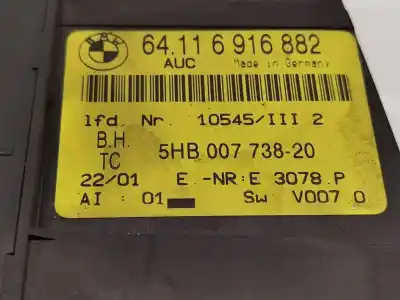 BMW
64.11 6 916 882
AUC Made in Germany
lfd. Nr. 10545/III 2
B.H.
TC 5HB 007 738-20
22/01 E.-NR:E 3078.P
AI : 01 Sw V007.0